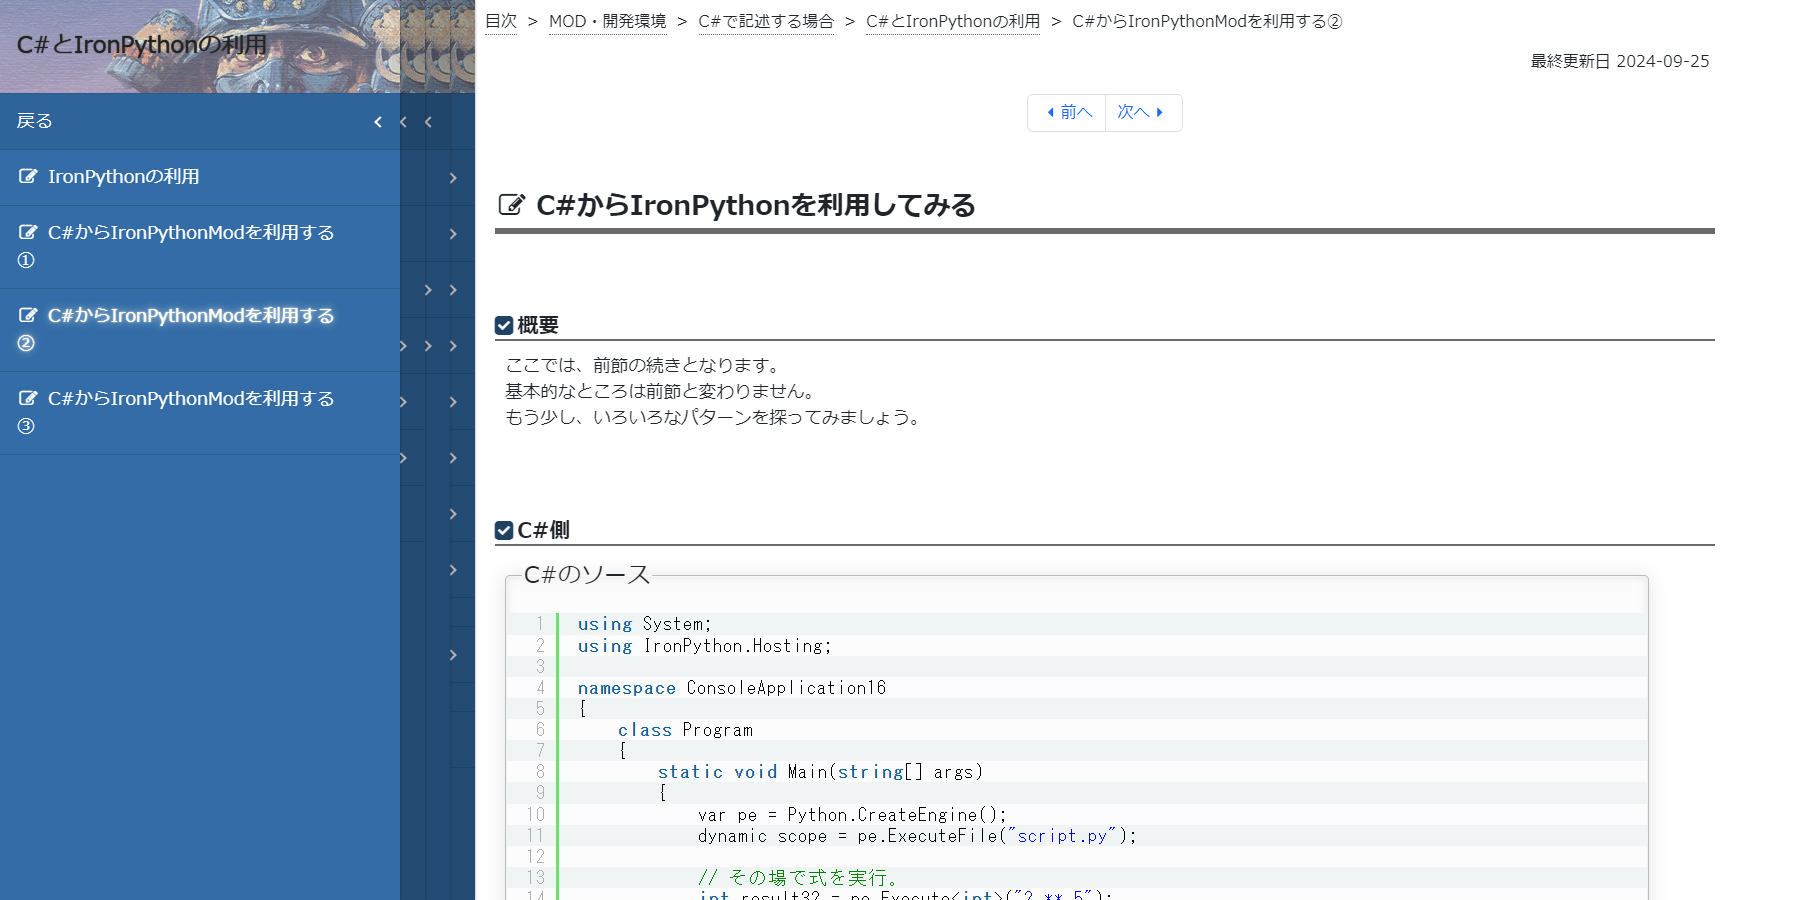 C#とIronPythonの利用
戻る
IronPythonの利用
C#からIronPythonModを利用する
①
C#からIronPythonModを利用する
②
C#からIronPythonModを利用する
③
目次 > MOD・開発環境 > C#で記述する場合 > C#とIronPythonの利用 > C#からIronPythonModを利用する②
最終更新日 2024-09-25
前へ 次へ
C#からIronPythonを利用してみる
概要
ここでは、前節の続きとなります。
基本的なところは前節と変わりません。
もう少し、いろいろなパターンを探ってみましょう。
C#側
C#のソース
1 using System;
2 using IronPython.Hosting;
3
4 namespace ConsoleApplication16
5 {
6 class Program
7 {
8 static void Main(string[] args)
9 {
10 var pe = Python.CreateEngine();
11 dynamic scope = pe.ExecuteFile("script.py");
12
13 // その場で式を実行。
14 int result32 = pe.Execute<int>("2 ** 5");